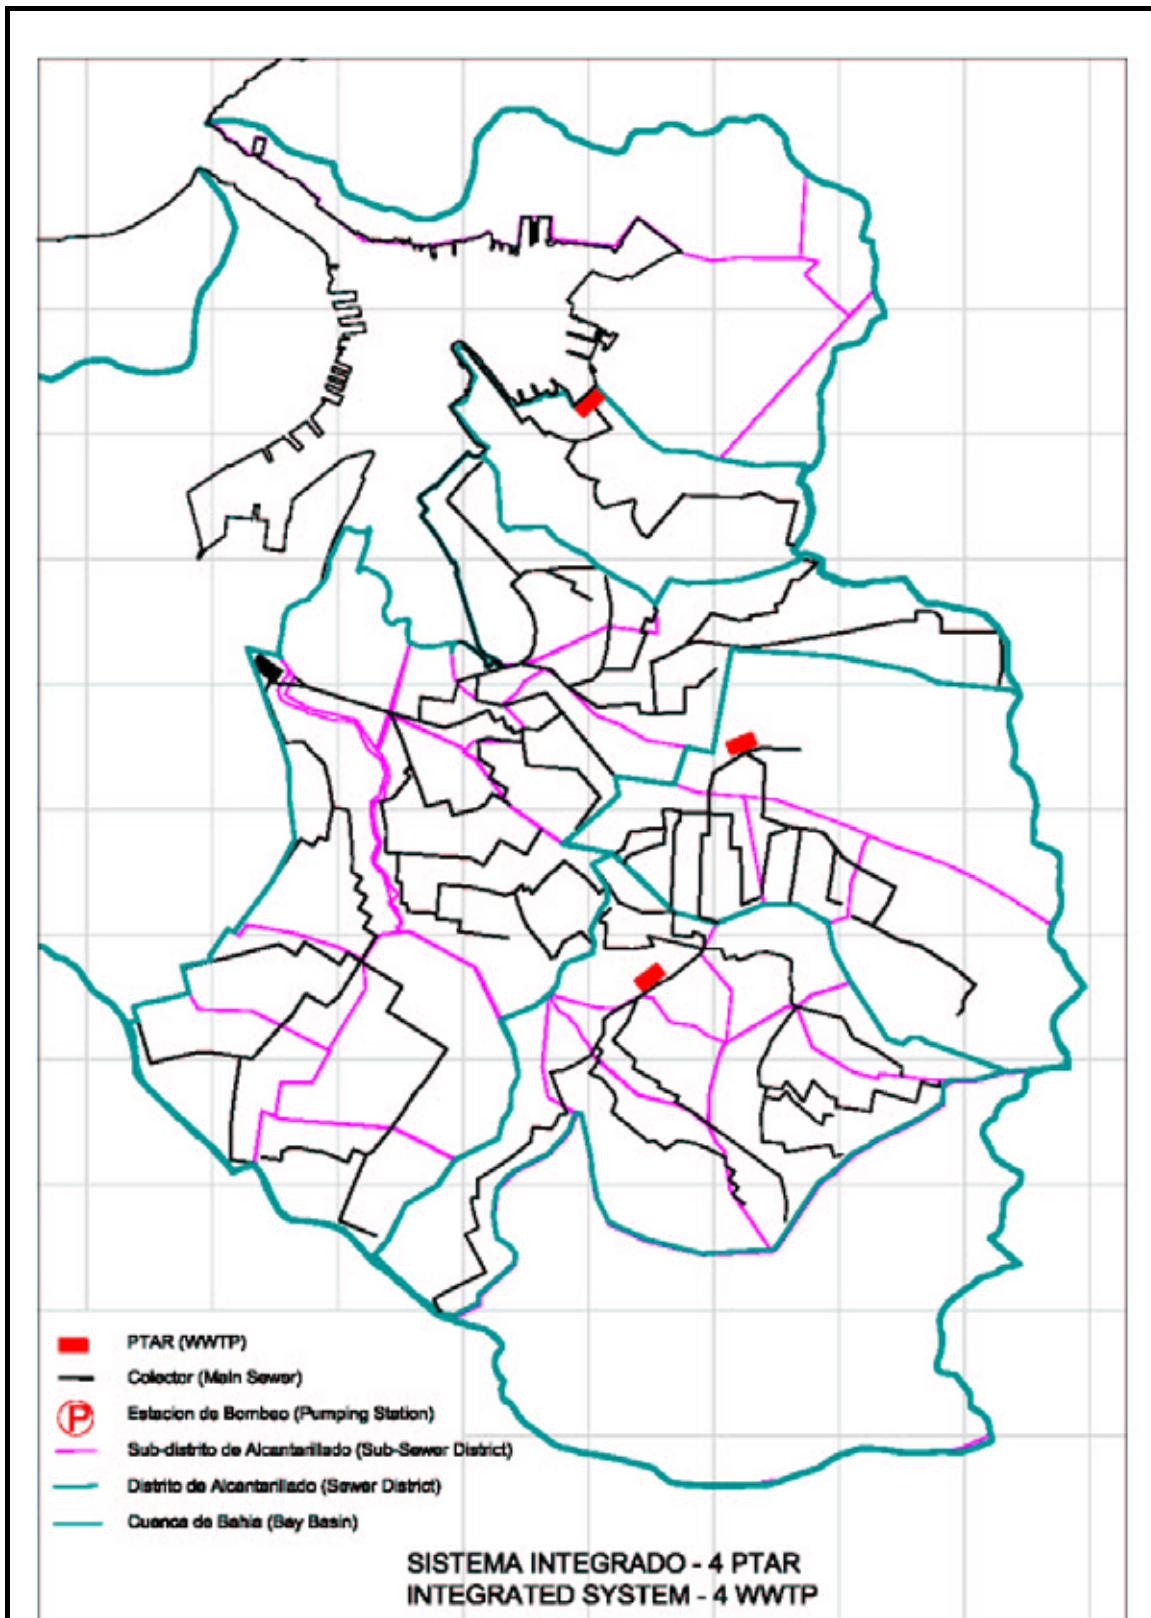 PTAR (WWTP)
Colector (Main Sewer)
P
Estacion de Bombeo (Pumping Station)
Sub-distrito de Alcantarillado (Sub-Sewer District)
Distrito de Alcantarillado (Sewer District)
Cuenca de Bahia (Bay Basin)
SISTEMA INTEGRADO - 4 PTAR
INTEGRATED SYSTEM - 4 WWTP